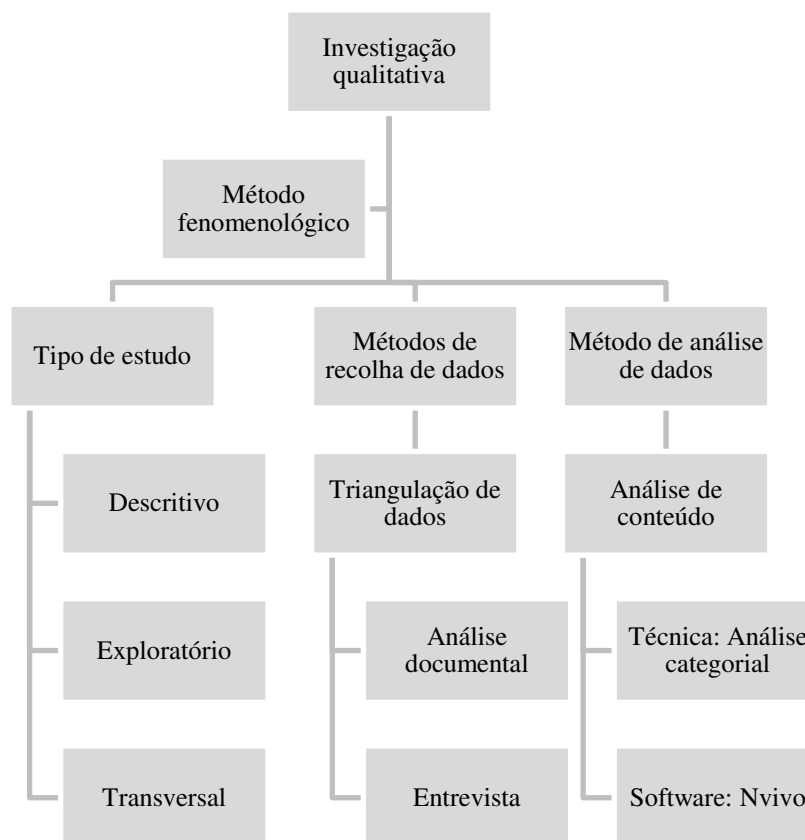 Investigação
qualitativa
Método
fenomenológico
Tipo de estudo
Métodos de
recolha de dados
Método de análise
de dados
Descritivo
Exploratório
Transversal
Triangulação de
dados
Análise
documental
Entrevista
Análise de
conteúdo
Técnica: Análise
categorial
Software: Nvivo